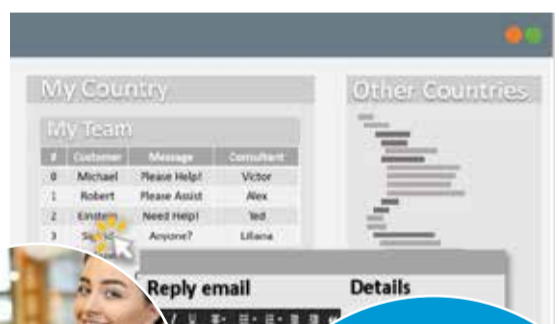 My Country
Other Countries
My Team
# Customer Message Consultant
0 Michael Please Help! Victor
1 Robert Please Assist Alex
2 Einstein Need Help! Ted
3 Anyone? Liliana
Reply email
Details